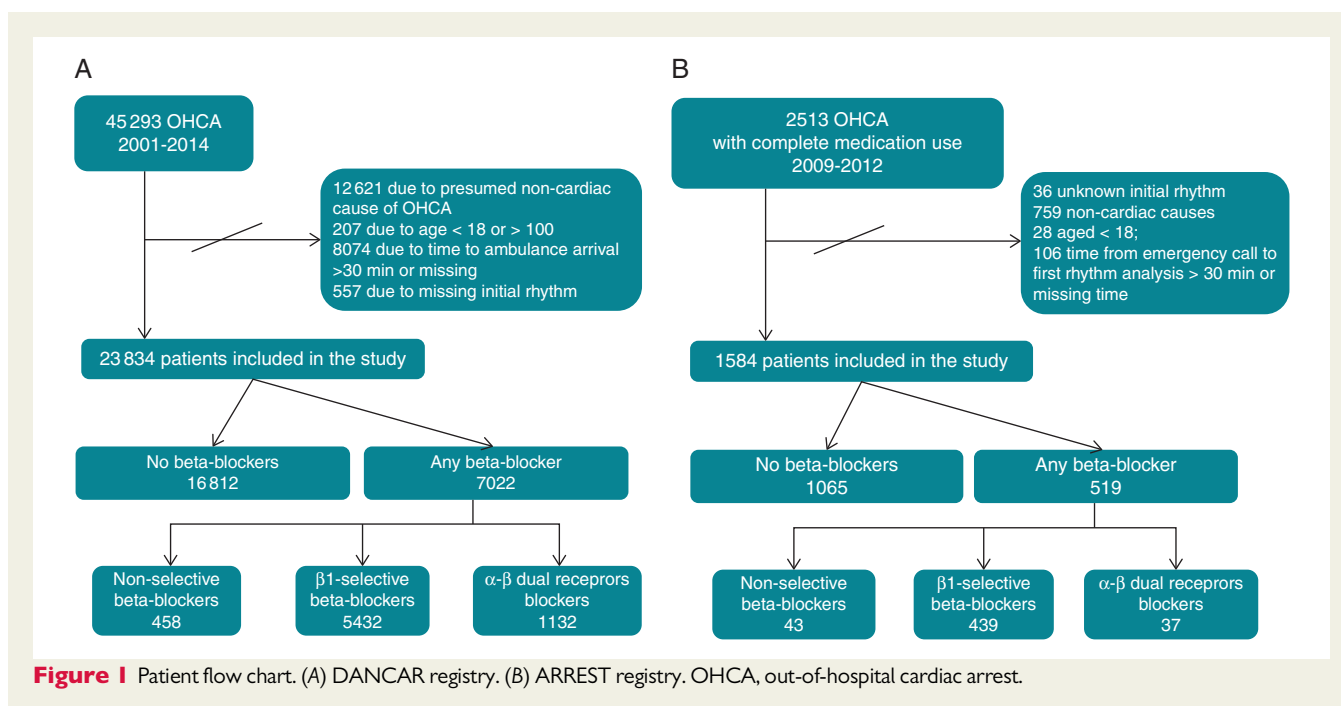 A
45 293 OHCA
2001-2014
12 621 due to presumed non-cardiac
cause of OHCA
207 due to age < 18 or > 100
8074 due to time to ambulance arrival
>30 min or missing
557 due to missing initial rhythm
23 834 patients included in the study
No beta-blockers
16 812
Any beta-blocker
7022
Non-selective
beta-blockers
458
β1-selective
beta-blockers
5432
α-β dual receprors
blockers
1132
B
2513 OHCA
with complete medication use
2009-2012
36 unknown initial rhythm
759 non-cardiac causes
28 aged < 18;
106 time from emergency call to
first rhythm analysis > 30 min or
missing time
1584 patients included in the study
No beta-blockers
1065
Any beta-blocker
519
Non-selective
beta-blockers
43
β1-selective
beta-blockers
439
α-β dual receprors
blockers
37
Figure 1 Patient flow chart. (A) DANCAR registry. (B) ARREST registry. OHCA, out-of-hospital cardiac arrest.